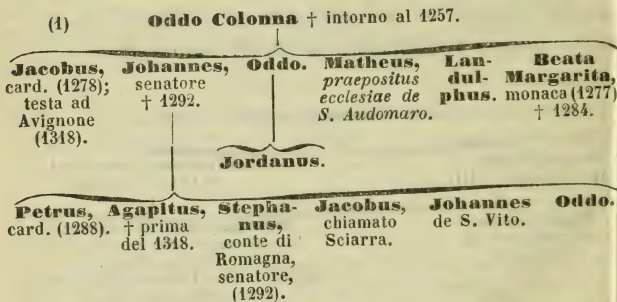 (1) Oddo Colonna † intorno al 1257.
Jacobus, Johannes, Oddo. Matheus, Lan- Beata
card. (1278); senatore praepositus dul- Margarita,
testa ad † 1292. ecclesiae de phus. monaca (1277)
Avignone S. Audomaro. † 1284.
(1318).
Jordanus.
Petrus, Agapitus, Stepha- Jacobus, Johannes Oddo.
card. (1288). † prima nus, chiamato de S. Vito.
del 1318. conte di Sciarra.
Romagna,
senatore,
(1292).